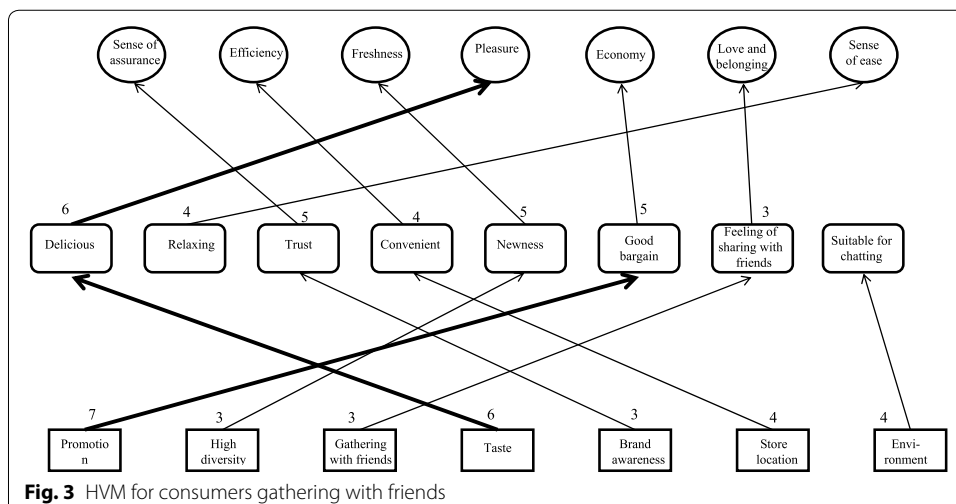 Sense of
assurance
Efficiency
Freshness
Pleasure
Economy
Love and
belonging
Sense
of ease
6
4
5
4
5
5
3
Delicious
Relaxing
Trust
Convenient
Newness
Good
bargain
Feeling of
sharing with
friends
Suitable for
chatting
7
3
3
6
3
4
4
Promotio
n
High
diversity
Gathering
with friends
Taste
Brand
awareness
Store
location
Envi-
ronment
Fig. 3 HVM for consumers gathering with friends